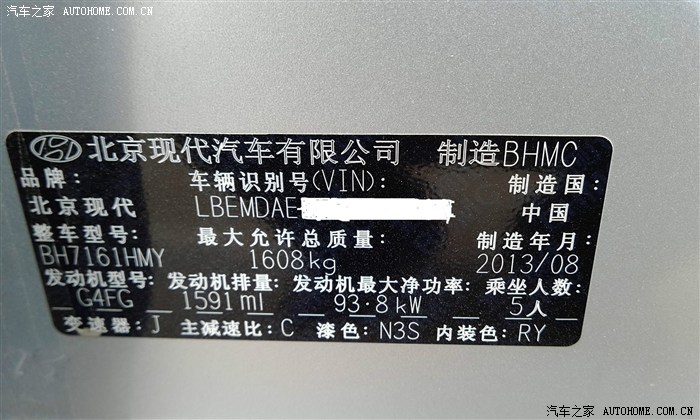 汽车之家 AUTOHOME.COM.CN
北京现代汽车有限公司 制造BHMC
品牌: 车辆识别号(VIN): 制造国:
北京现代 LBEMDAE 中国
整车型号: 最大允许总质量: 制造年月:
BH7161HMY 1608kg 2013/08
发动机型号: 发动机排量: 发动机最大净功率: 乘坐人数:
G4FG 1591ml 93.8kW 5人
变速器: J 主减速比: C 漆色: N3S 内装色: RY
汽车之家 AUTOHOME.COM.CN